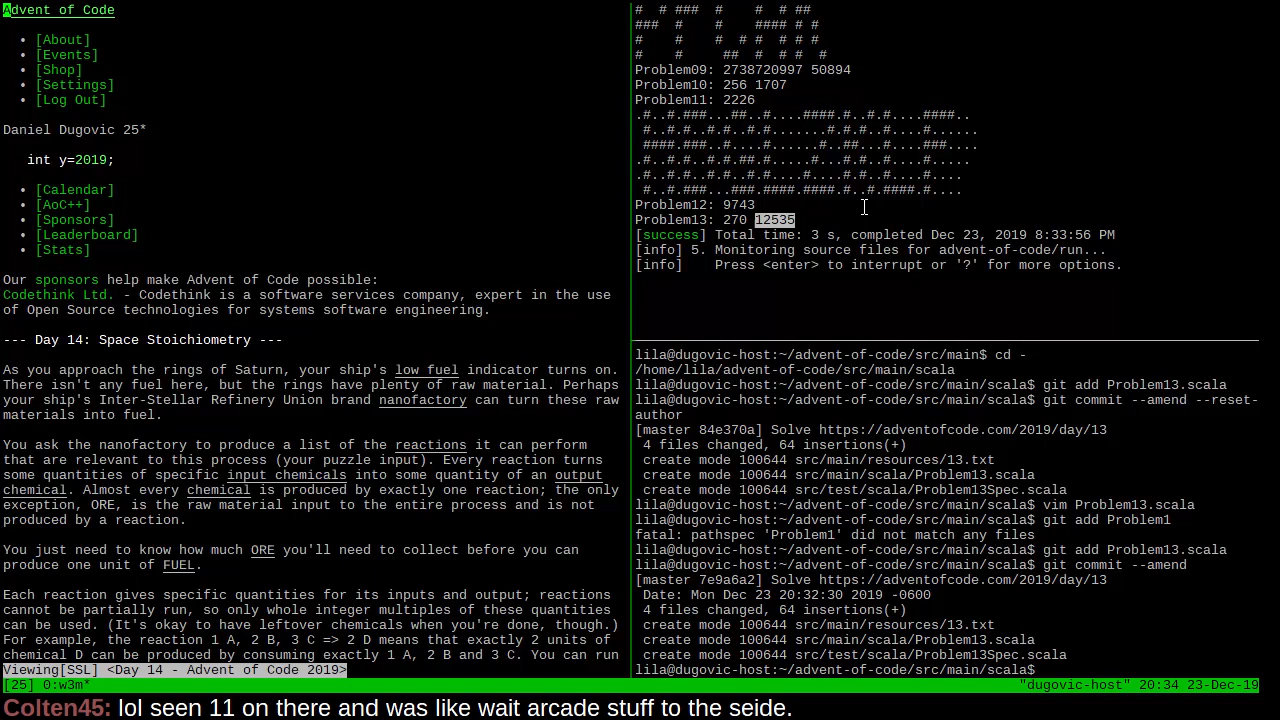 Advent of Code
• [About]
• [Events]
• [Shop]
• [Settings]
• [Log Out]
Daniel Dugovic 25*
int y=2019;
• [Calendar]
• [AoC++]
• [Sponsors]
• [Leaderboard]
• [Stats]
Our sponsors help make Advent of Code possible:
Codethink Ltd. - Codethink is a software services company, expert in the use
of Open Source technologies for systems software engineering.
--- Day 14: Space Stoichiometry ---
As you approach the rings of Saturn, your ship's low fuel indicator turns on.
There isn't any fuel here, but the rings have plenty of raw material. Perhaps
your ship's Inter-Stellar Refinery Union brand nanofactory can turn these raw
materials into fuel.
You ask the nanofactory to produce a list of the reactions it can perform
that are relevant to this process (your puzzle input). Every reaction turns
some quantities of specific input chemicals into some quantity of an output
chemical. Almost every chemical is produced by exactly one reaction; the only
exception, ORE, is the raw material input to the entire process and is not
produced by a reaction.
You just need to know how much ORE you'll need to collect before you can
produce one unit of FUEL.
Each reaction gives specific quantities for its inputs and output; reactions
cannot be partially run, so only whole integer multiples of these quantities
can be used. (It's okay to have leftover chemicals when you're done, though.)
For example, the reaction 1 A, 2 B, 3 C => 2 D means that exactly 2 units of
chemical D can be produced by consuming exactly 1 A, 2 B and 3 C. You can run
Viewing[SSL] <Day 14 - Advent of Code 2019>
#  # ###  #    #  # ##
###  #    #    #### # #
#    #    #  # #  # # #
#    #     ##  #  # #  #
Problem09: 2738720997 50894
Problem10: 256 1707
Problem11: 2226
.#..#.###...##..#....####.#..#.#....####..
#..#.#..#.#..#.#.......#.#.#..#....#......
####.###..#....#......#..##...#....###....
.#..#.#..#.#.##.#.....#...#.#..#....#.....
.#..#.#..#.#..#.#....#....#.#..#....#....
#..#.###...###.####.####.#..#.####.#....
Problem12: 9743
Problem13: 270 12535
[success] Total time: 3 s, completed Dec 23, 2019 8:33:56 PM
[info] 5. Monitoring source files for advent-of-code/run...
[info]    Press <enter> to interrupt or '?' for more options.
lila@dugovic-host:~/advent-of-code/src/main$ cd -
/home/lila/advent-of-code/src/main/scala
lila@dugovic-host:~/advent-of-code/src/main/scala$ git add Problem13.scala
lila@dugovic-host:~/advent-of-code/src/main/scala$ git commit --amend --reset-
author
[master 84e370a] Solve https://adventofcode.com/2019/day/13
4 files changed, 64 insertions(+)
create mode 100644 src/main/resources/13.txt
create mode 100644 src/main/scala/Problem13.scala
create mode 100644 src/test/scala/Problem13Spec.scala
lila@dugovic-host:~/advent-of-code/src/main/scala$ vim Problem13.scala
lila@dugovic-host:~/advent-of-code/src/main/scala$ git add Problem1
fatal: pathspec 'Problem1' did not match any files
lila@dugovic-host:~/advent-of-code/src/main/scala$ git add Problem13.scala
lila@dugovic-host:~/advent-of-code/src/main/scala$ git commit --amend
[master 7e9a6a2] Solve https://adventofcode.com/2019/day/13
Date: Mon Dec 23 20:32:30 2019 -0600
4 files changed, 64 insertions(+)
create mode 100644 src/main/resources/13.txt
create mode 100644 src/main/scala/Problem13.scala
create mode 100644 src/test/scala/Problem13Spec.scala
lila@dugovic-host:~/advent-of-code/src/main/scala$
[25] 0:w3m* "dugovic-host" 20:34 23-Dec-19
Colten45: lol seen 11 on there and was like wait arcade stuff to the seide.